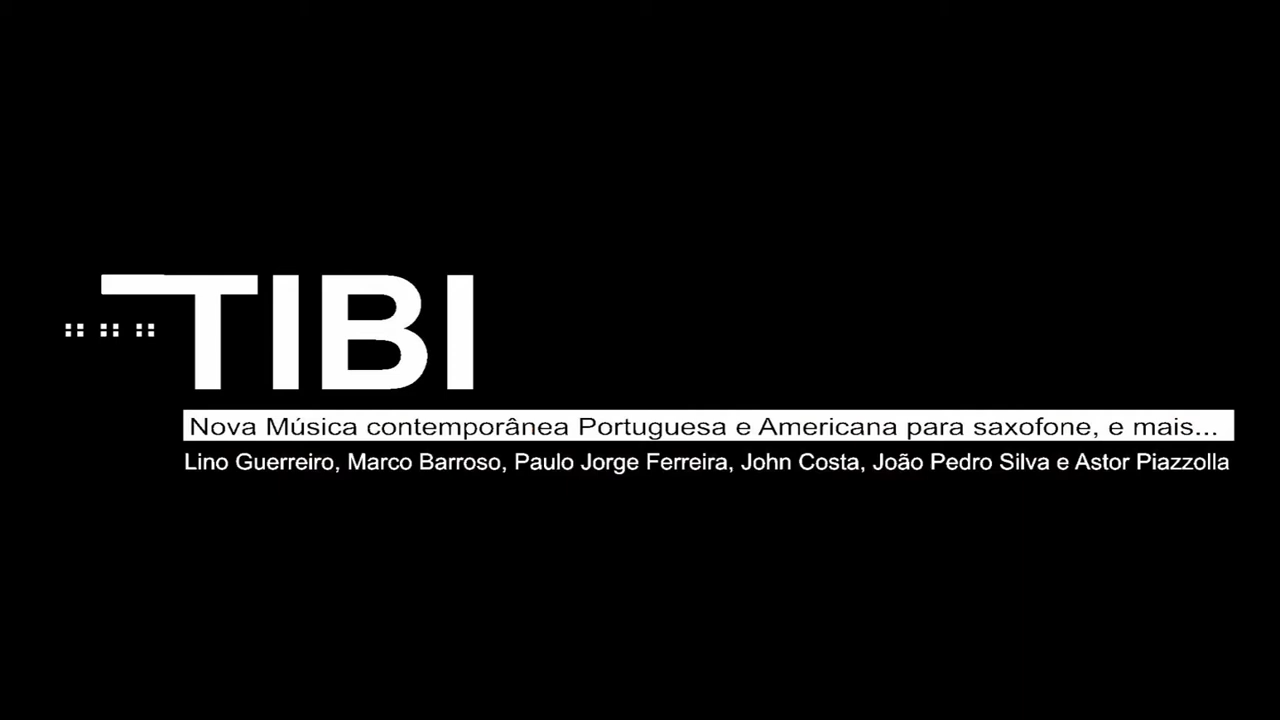 TIBI
Nova Música contemporânea Portuguesa e Americana para saxofone, e mais...
Lino Guerreiro, Marco Barroso, Paulo Jorge Ferreira, John Costa, João Pedro Silva e Astor Piazzolla